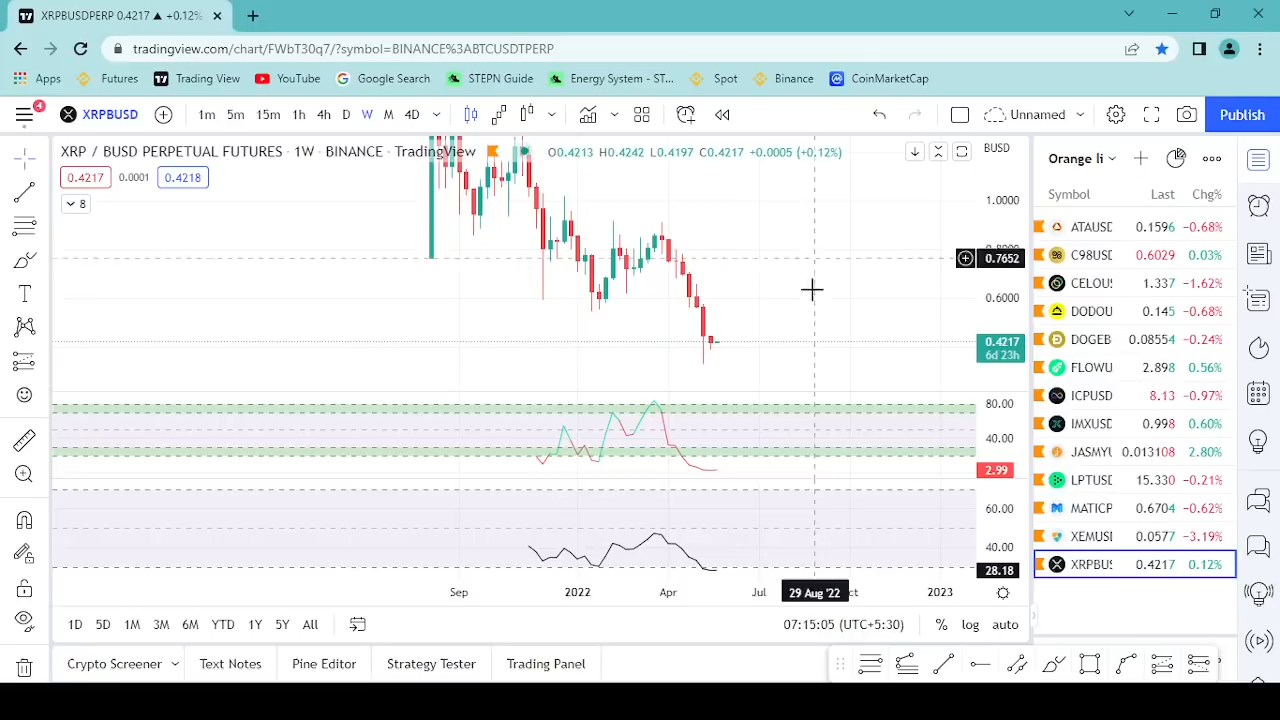 XRPBUSDPERP 0.4217 ▲ +0.12%
tradingview.com/chart/FWbT30q7/?symbol=BINANCE%3ABTCUSDTPERP
Apps Futures Trading View YouTube Google Search STEPN Guide Energy System - ST... Spot Binance CoinMarketCap
4 XRPBUSD 1m 5m 15m 1h 4h D W M 4D Unnamed Publish
XRP / BUSD PERPETUAL FUTURES · 1W · BINANCE · TradingView O0.4213 H0.4242 L0.4197 C0.4217 +0.0005 (+0.12%) BUSD
0.4217 0.0001 0.4218
8
1.0000
0.8000
0.7652
0.6000
0.4217
6d 23h
80.00
40.00
2.99
60.00
40.00
28.18
Sep 2022 Apr Jul 29 Aug '22 ct 2023
1D 5D 1M 3M 6M YTD 1Y 5Y All 07:15:05 (UTC+5:30) % log auto
Crypto Screener Text Notes Pine Editor Strategy Tester Trading Panel
Orange li
Symbol Last Chg%
ATAUSD 0.1596 -0.68%
C98USD 0.6029 0.03%
CELOUS 1.337 -1.62%
DODOU 0.145 -0.68%
DOGEB 0.08554 -0.24%
FLOWU 2.898 0.56%
ICPUSD 8.13 -0.97%
IMXUSD 0.998 0.60%
JASMYU 0.013108 2.80%
LPTUSD 15.330 -0.21%
MATICP 0.6704 -0.62%
XEMUSD 0.0577 -3.19%
XRPBUS 0.4217 0.12%